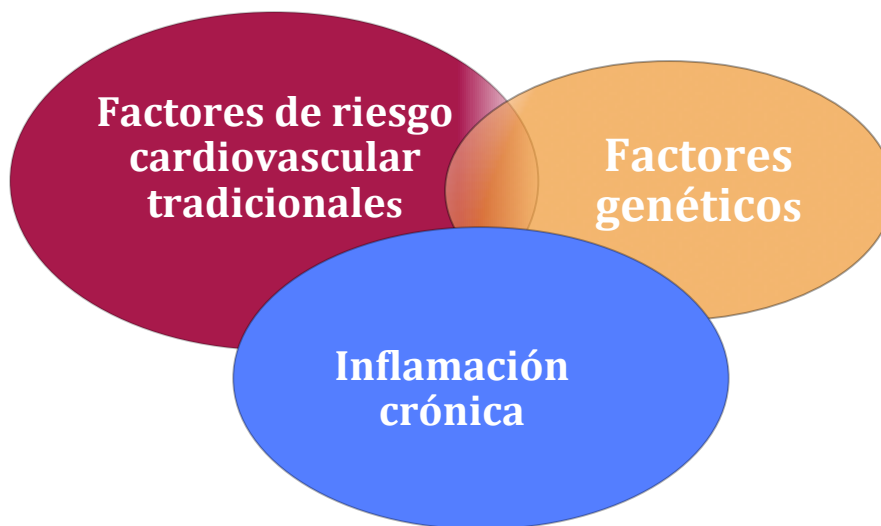 Factores de riesgo
cardiovascular
tradicionales
Factores
genéticos
Inflamación
crónica